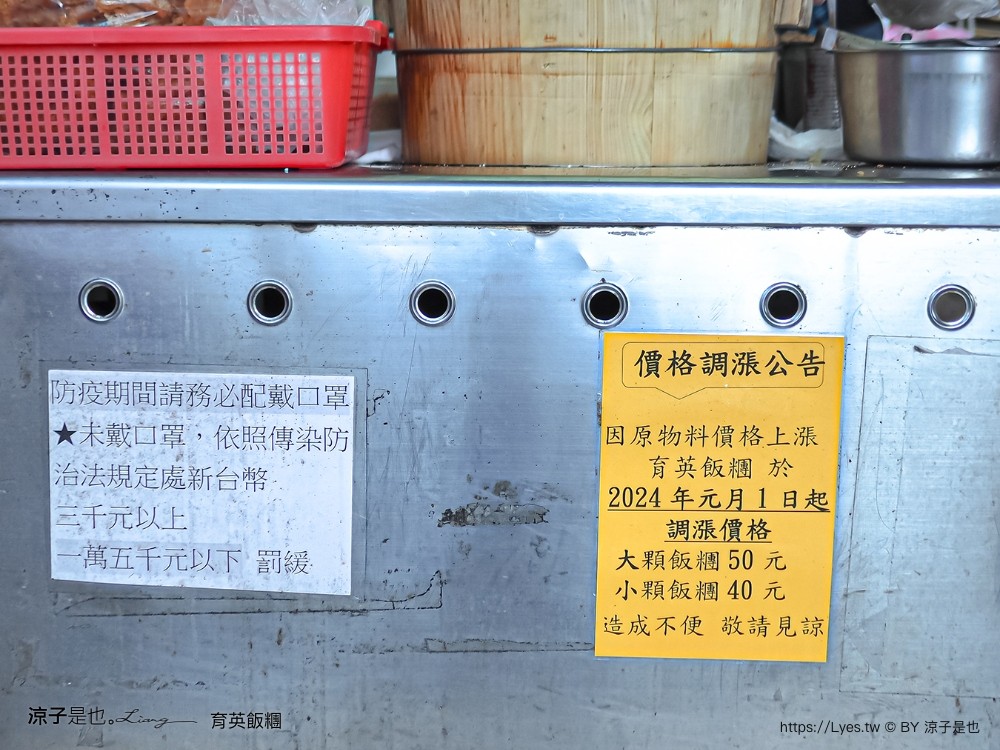 防疫期間請務必配戴口罩
★未戴口罩，依照傳染防
治法規定處新台幣
三千元以上
一萬五千元以下 罰緩
價格調漲公告
因原物料價格上漲
育英飯糰 於
2024 年元月 1 日起
調漲價格
大顆飯糰 50 元
小顆飯糰 40 元
造成不便 敬請見諒
涼子是也。Liang 育英飯糰
https://Lyes.tw © BY 涼子是也